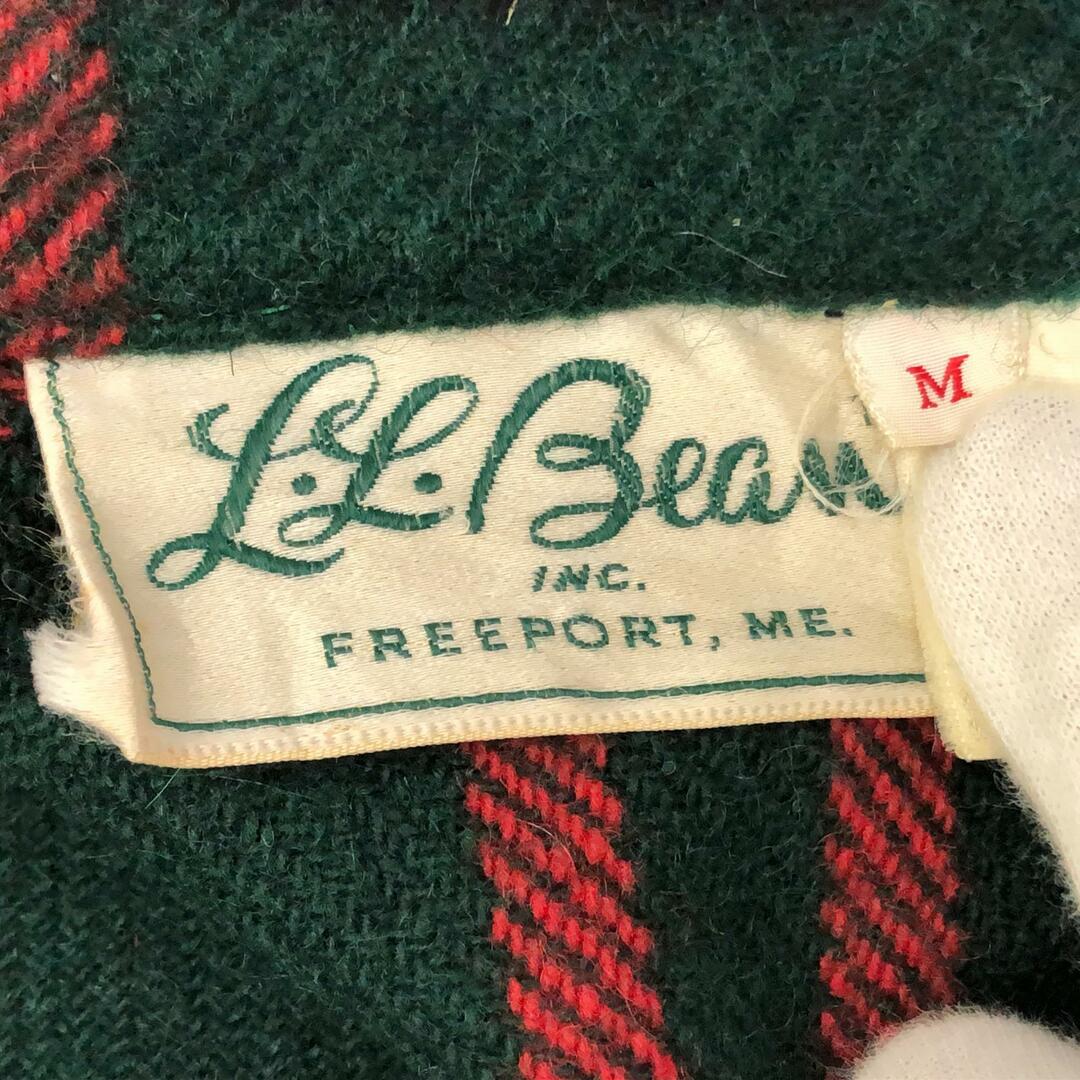 L.L. Bean
M
INC.
FREEPORT, ME.